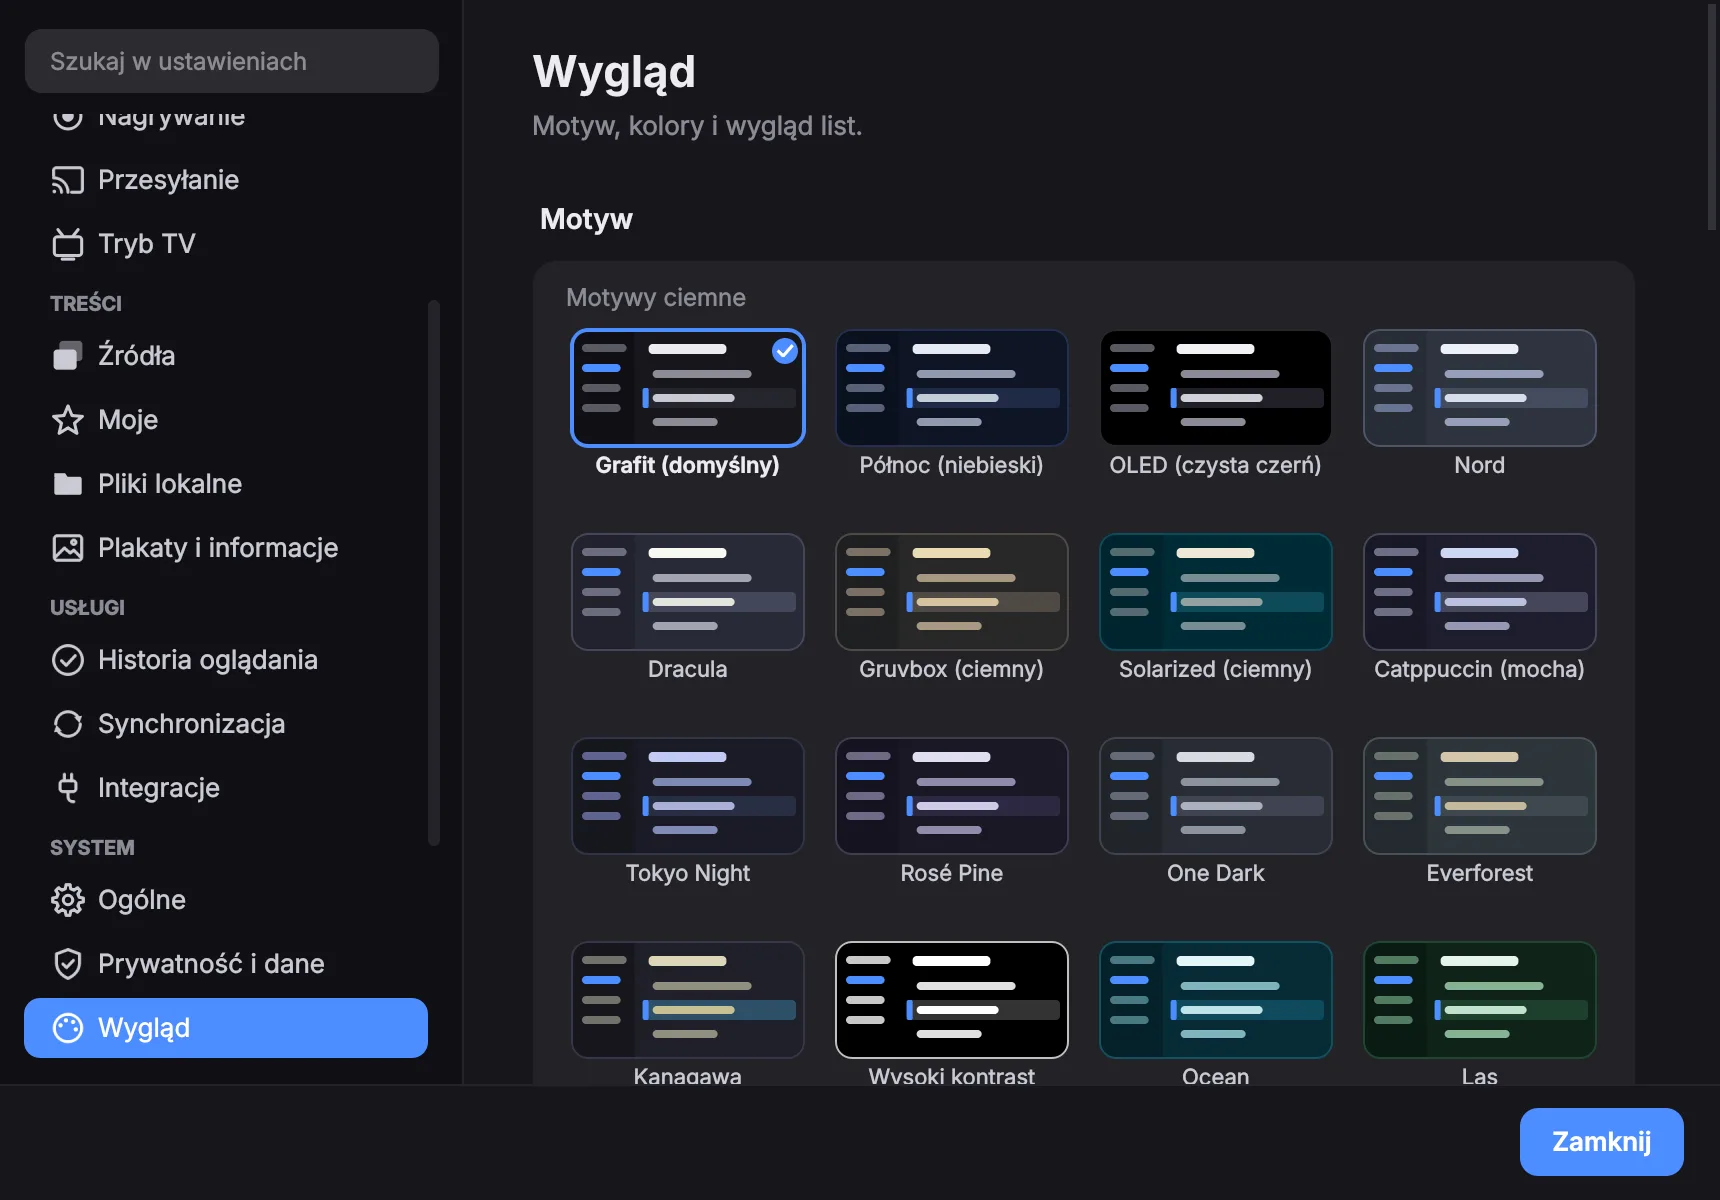 Szukaj w ustawieniach
Nagrywanie
Przesyłanie
Tryb TV
TREŚCI
Źródła
Moje
Pliki lokalne
Plakaty i informacje
USŁUGI
Historia oglądania
Synchronizacja
Integracje
SYSTEM
Ogólne
Prywatność i dane
Wygląd
Wygląd
Motyw, kolory i wygląd list.
Motyw
Motywy ciemne
Grafit (domyślny)
Północ (niebieski)
OLED (czysta czerń)
Nord
Dracula
Gruvbox (ciemny)
Solarized (ciemny)
Catppuccin (mocha)
Tokyo Night
Rosé Pine
One Dark
Everforest
Kanagawa
Wysoki kontrast
Ocean
Las
Zamknij